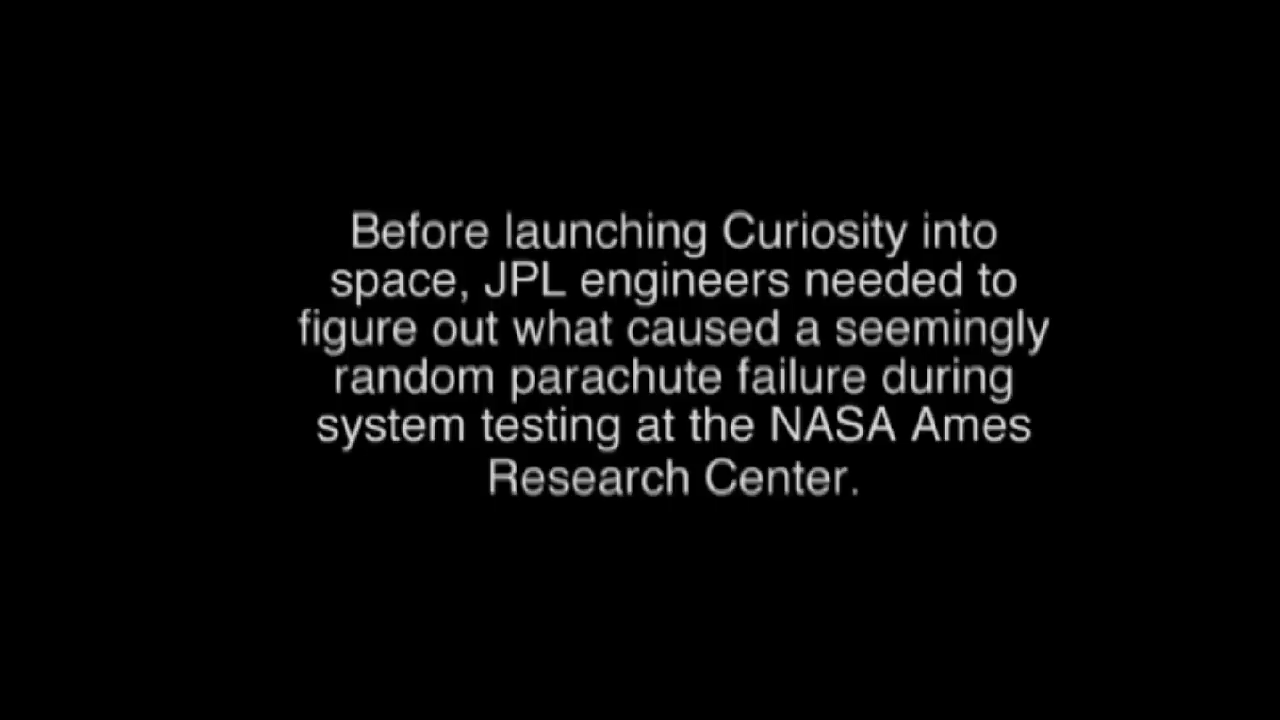 Before launching Curiosity into
space, JPL engineers needed to
figure out what caused a seemingly
random parachute failure during
system testing at the NASA Ames
Research Center.